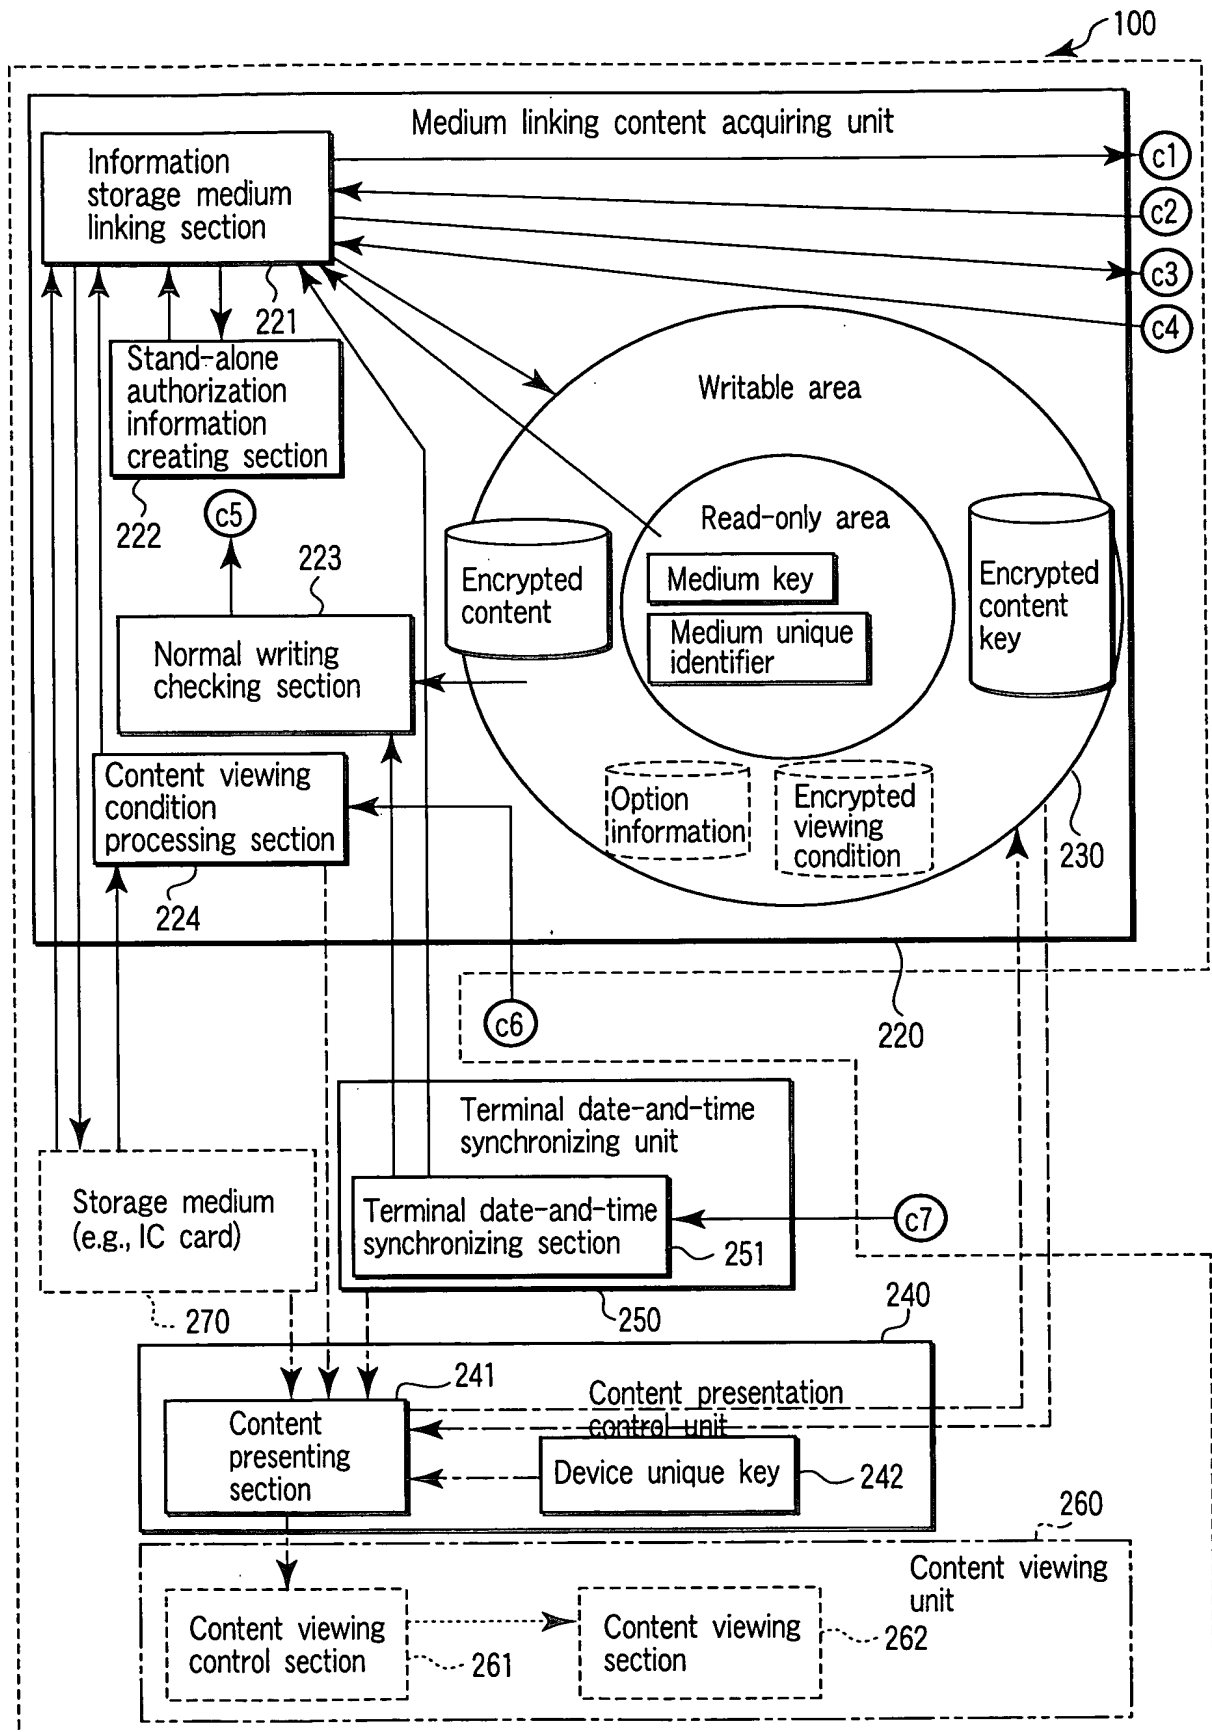 100
Medium linking content acquiring unit
Information
storage medium
linking section
c1
c2
c3
c4
221
Stand-alone
authorization
information
creating section
222
c5
223
Writable area
Read-only area
Medium key
Medium unique
identifier
Encrypted
content
Encrypted
content
key
Normal writing
checking section
Content viewing
condition
processing section
224
Option
information
Encrypted
viewing
condition
230
220
c6
Terminal date-and-time
synchronizing unit
Terminal date-and-time
synchronizing section
251
c7
Storage medium
(e.g., IC card)
270
250
240
241
Content presentation
control unit
Content
presenting
section
Device unique key
242
260
Content viewing
unit
Content viewing
control section
261
Content viewing
section
262